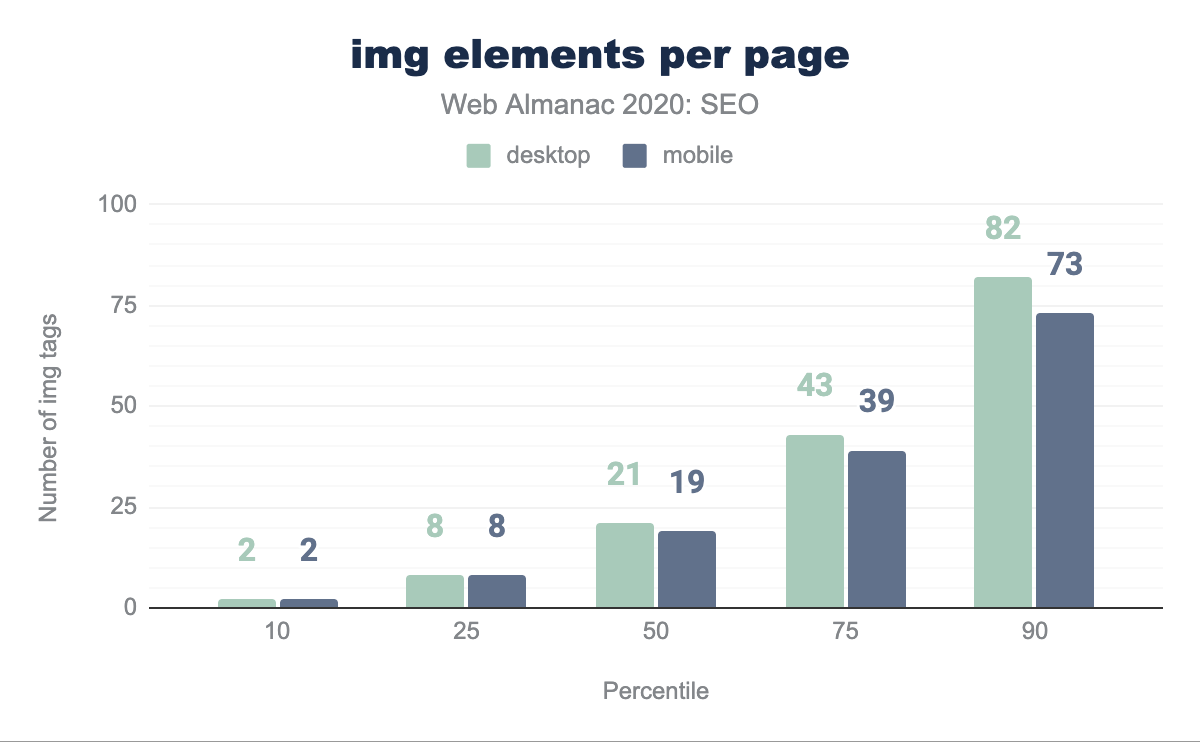 img elements per page
Web Almanac 2020: SEO
desktop mobile
100
75
50
25
0
Number of img tags
2 2
8 8
21 19
43 39
82 73
10 25 50 75 90
Percentile